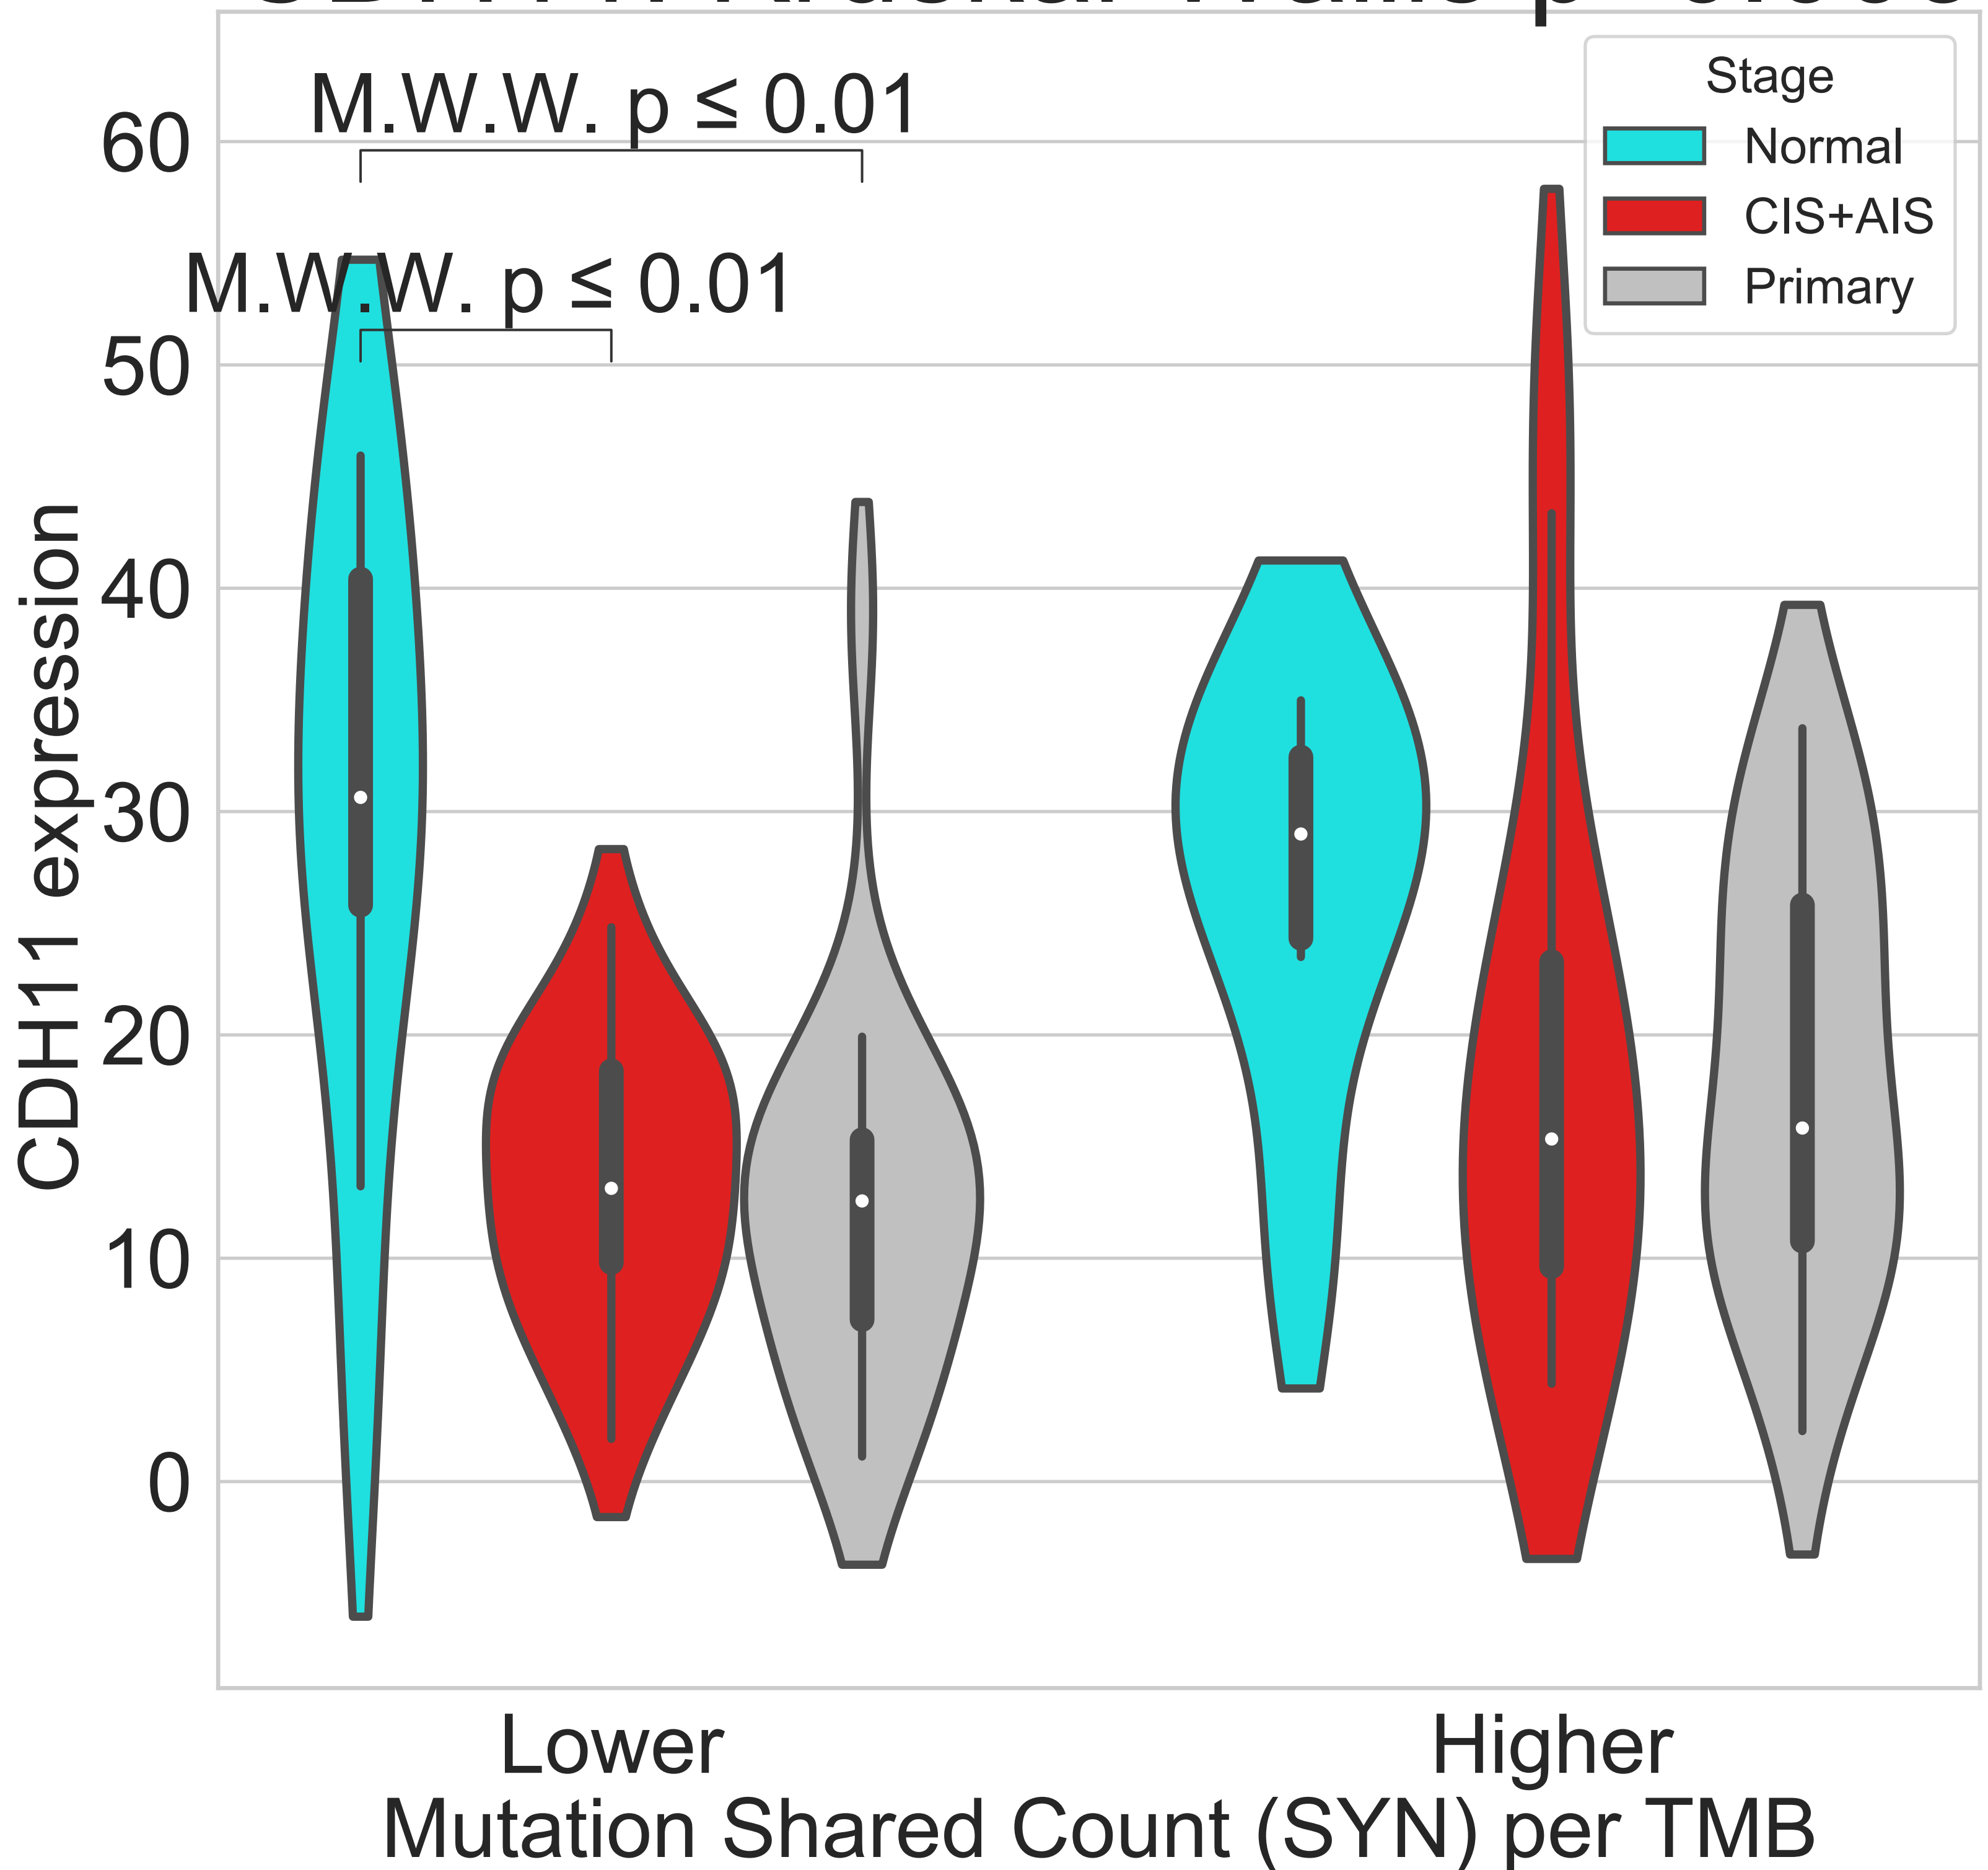 Stage
Normal
CIS+AIS
Primary
M.W.W. p ≤ 0.01
M.W.W. p ≤ 0.01
60
50
40
30
20
10
0
CDH11 expression
Lower
Higher
Mutation Shared Count (SYN) per TMB